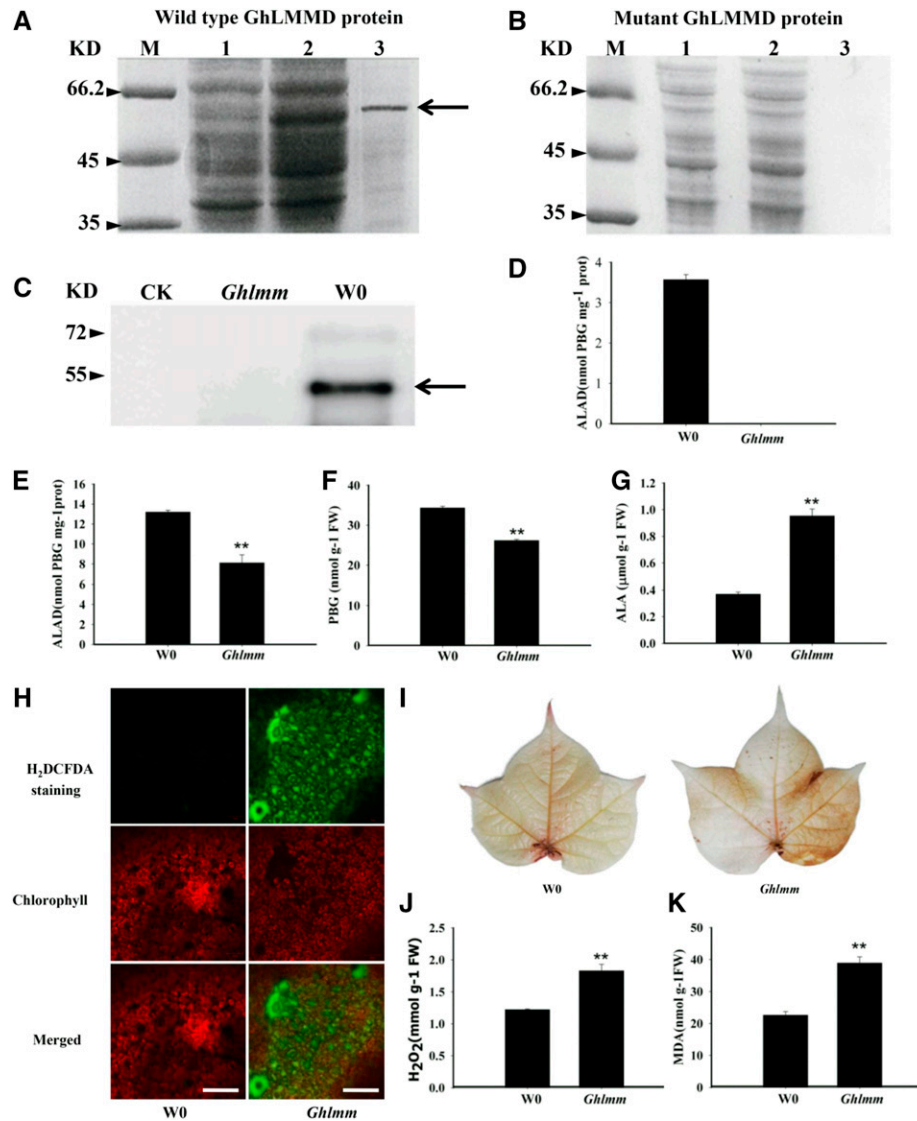 A
Wild type GhLMMD protein
KD M 1 2 3
66.2
45
35
B
Mutant GhLMMD protein
KD M 1 2 3
66.2
45
35
C
KD CK Ghlmm W0
72
55
D
ALAD(nmol PBG mg⁻¹ prot)
4
3
2
1
0
W0 Ghlmm
E
ALAD(nmol PBG mg-1prot)
16
14
12
10
8
6
4
2
0
**
W0 Ghlmm
F
PBG (nmol g-1 FW)
40
30
20
10
0
**
W0 Ghlmm
G
ALA (μmol g-1 FW)
1.2
1.0
0.8
0.6
0.4
0.2
0.0
**
W0 Ghlmm
H
H₂DCFDA
staining
Chlorophyll
Merged
W0 Ghlmm
I
W0 Ghlmm
J
H₂O₂(mmol g-1 FW)
2.5
2.0
1.5
1.0
0.5
0.0
**
W0 Ghlmm
K
MDA(nmol g-1FW)
50
40
30
20
10
0
**
W0 Ghlmm